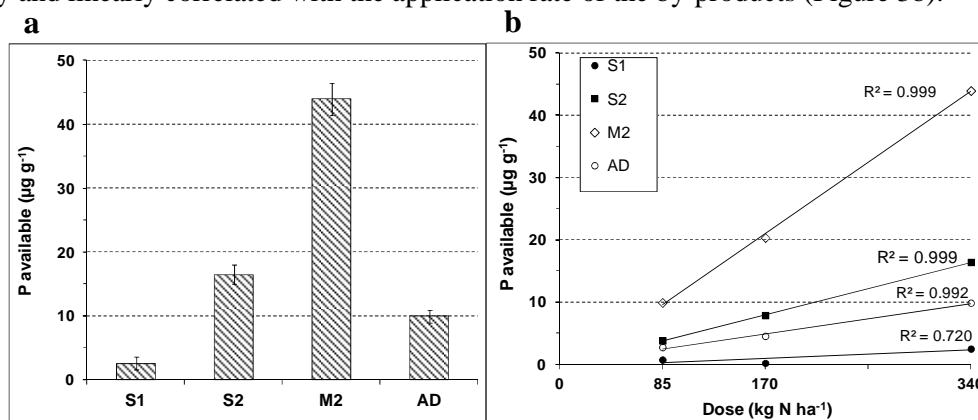 y and linearly correlated with the application rate of the by-products (Figure 3b).
a
b
50
40
30
20
10
0
P available (µg g⁻¹)
S1 S2 M2 AD
50
40
30
20
10
0
P available (µg g⁻¹)
S1
S2
M2
AD
R² = 0.999
R² = 0.999
R² = 0.992
R² = 0.720
0 85 170 340
Dose (kg N ha⁻¹)